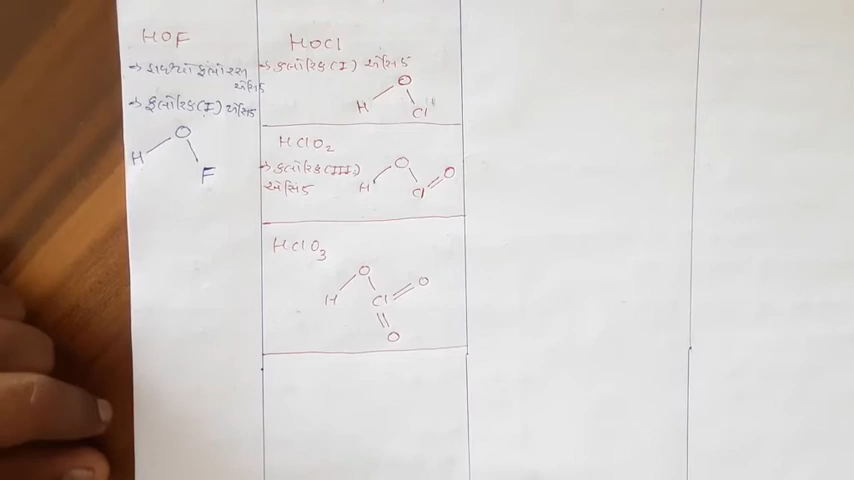 HOF
→ હાઇપોફ્લોરસ
એસિડ
→ ફ્લોરિક(I) એસિડ
O
H
F
HOCl
→ ક્લોરિક(I) એસિડ
O
H
Cl
HClO2
→ ક્લોરિક(III)
એસિડ
O
O
H
Cl
HClO3
O
O
H
Cl
O